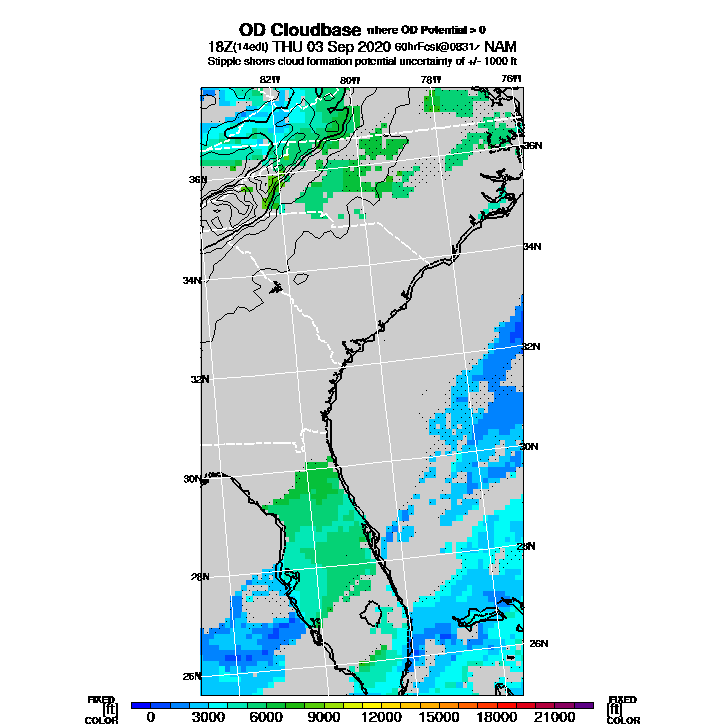 OD Cloudbase where OD Potential > 0
18Z(14edt) THU 03 Sep 2020 60hrFcst@0831z NAM
Stipple shows cloud formation potential uncertainty of +/- 1000 ft
82W 80W 78W 76W
36N
36N
34N
34N
32N
32N
30N
30N
28N
28N
26N
26N
FIXED FIXED
[ft] [ft]
COLOR 0 3000 6000 9000 12000 15000 18000 21000 COLOR